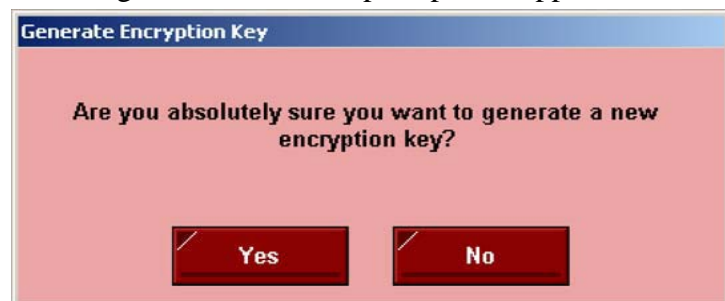 Generate Encryption Key
Are you absolutely sure you want to generate a new
encryption key?
Yes No